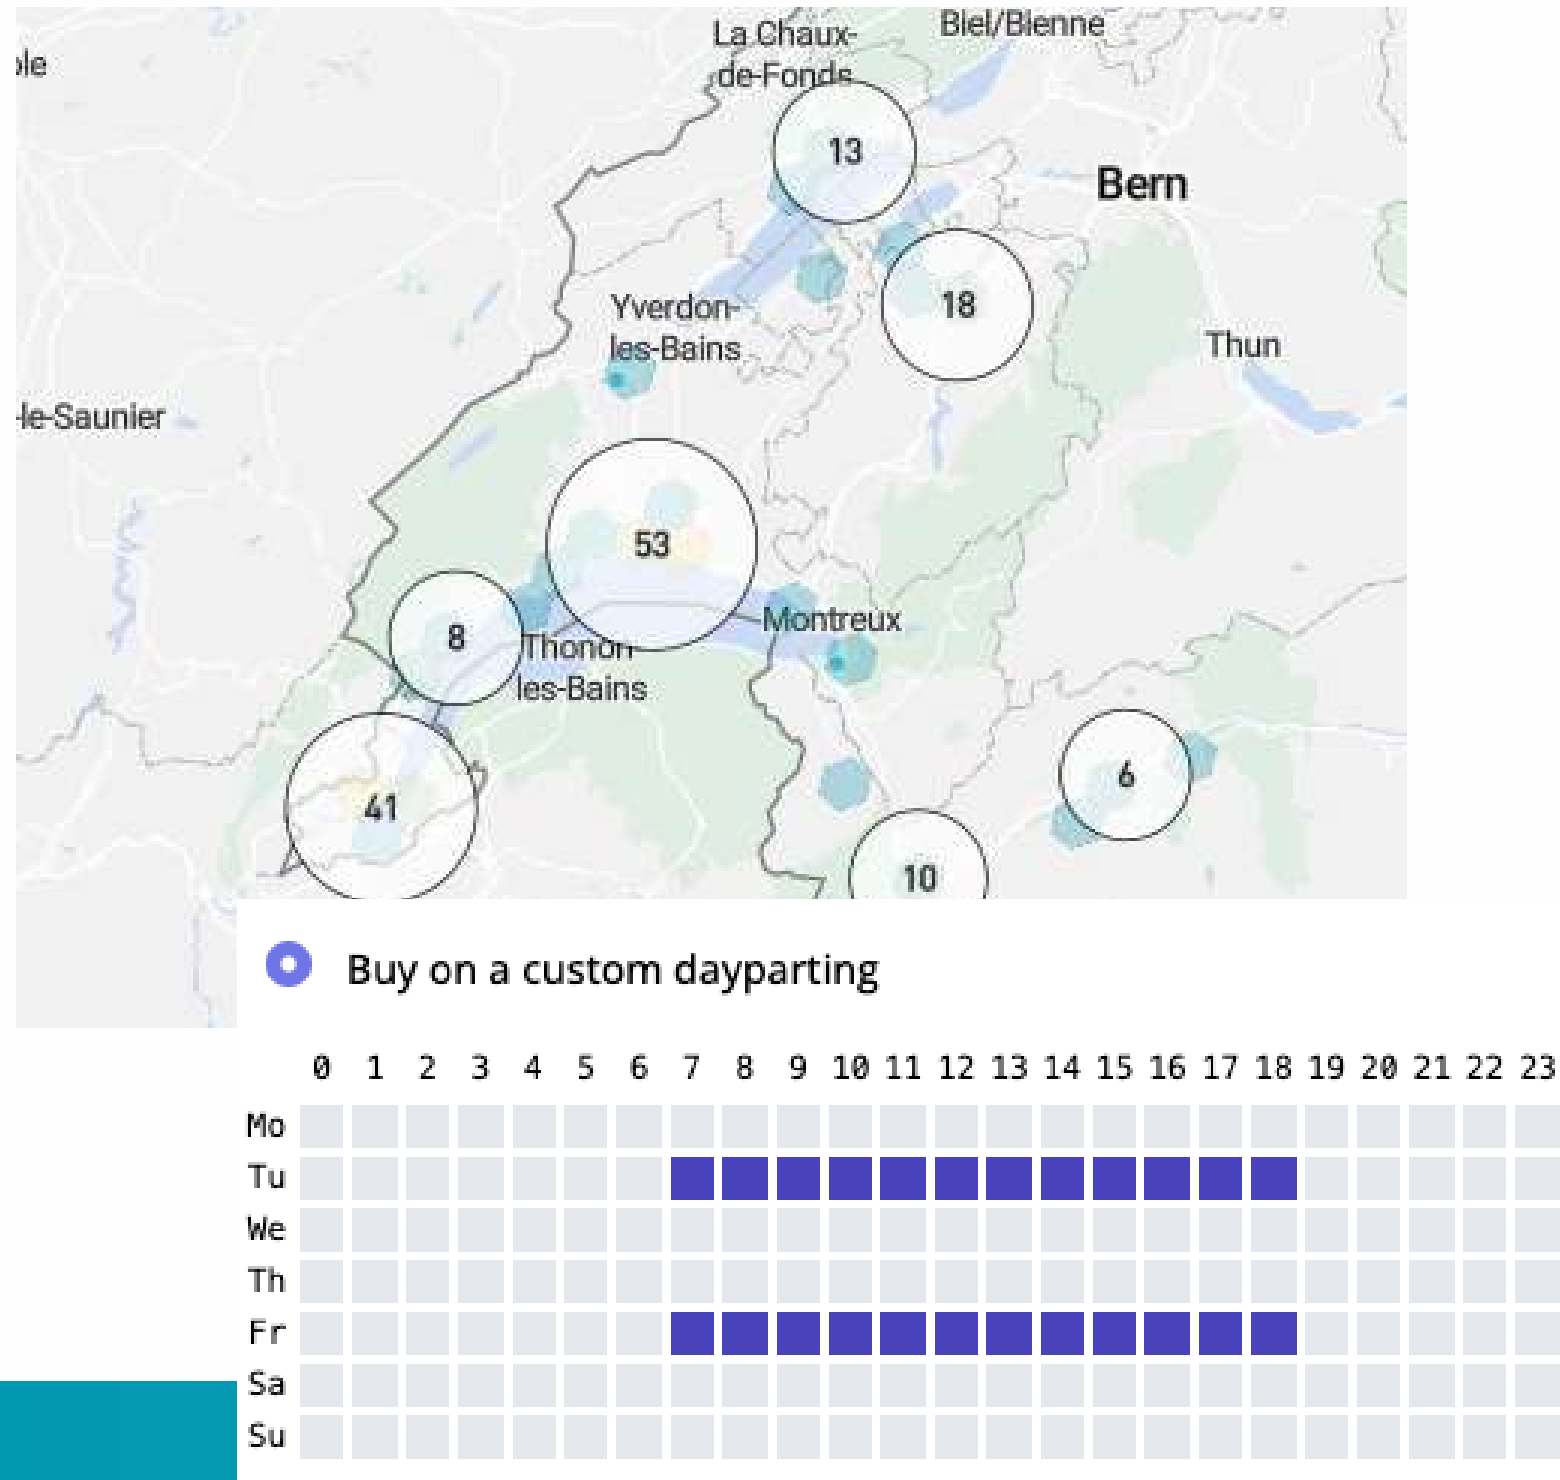 La Chaux-
de-Fonds
Biel/Bienne
13
Bern
18
Yverdon-
les-Bains
Thun
-le-Saunier
53
8
Thonon
les-Bains
Montreux
41
6
10
Buy on a custom dayparting
0 1 2 3 4 5 6 7 8 9 10 11 12 13 14 15 16 17 18 19 20 21 22 23
Mo
Tu
We
Th
Fr
Sa
Su